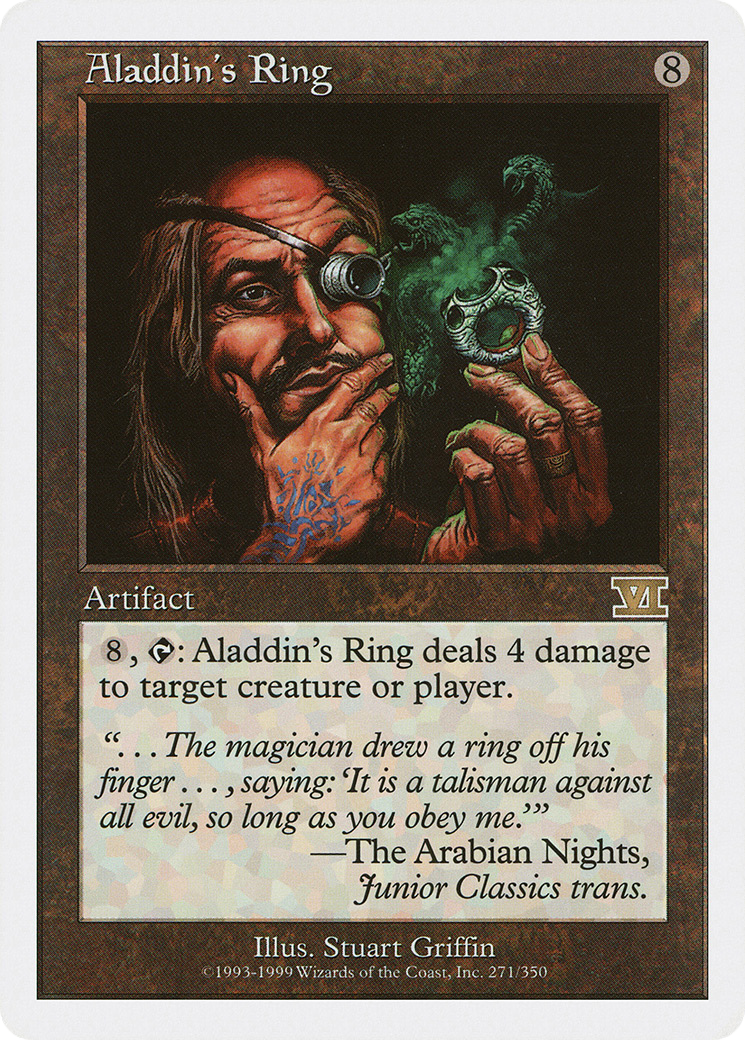 Aladdin's Ring
8
Artifact
VI
8, : Aladdin's Ring deals 4 damage
to target creature or player.
“. . . The magician drew a ring off his
finger . . . , saying: ‘It is a talisman against
all evil, so long as you obey me.’”
—The Arabian Nights,
Junior Classics trans.
Illus. Stuart Griffin
©1993-1999 Wizards of the Coast, Inc. 271/350